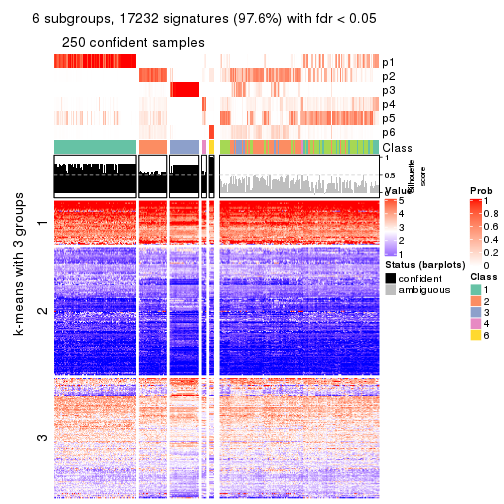 6 subgroups, 17232 signatures (97.6%) with fdr < 0.05
250 confident samples
p1
p2
p3
p4
p5
p6
Class
1
0.5
0
Silhouette
score
k-means with 3 groups
1
2
3
Value
5
4
3
2
1
Status (barplots)
confident
ambiguous
Prob
1
0.8
0.6
0.4
0.2
0
Class
1
2
3
4
6